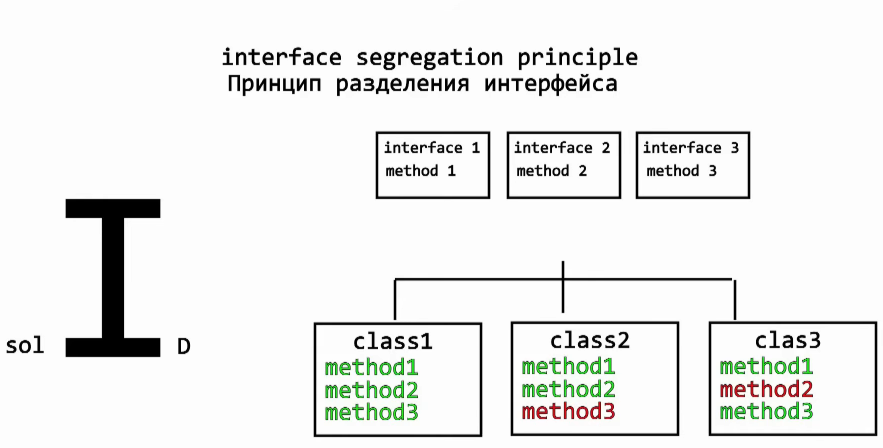 interface segregation principle
Принцип разделения интерфейса
interface 1
method 1
interface 2
method 2
interface 3
method 3
sol I D
class1
method1
method2
method3
class2
method1
method2
method3
clas3
method1
method2
method3